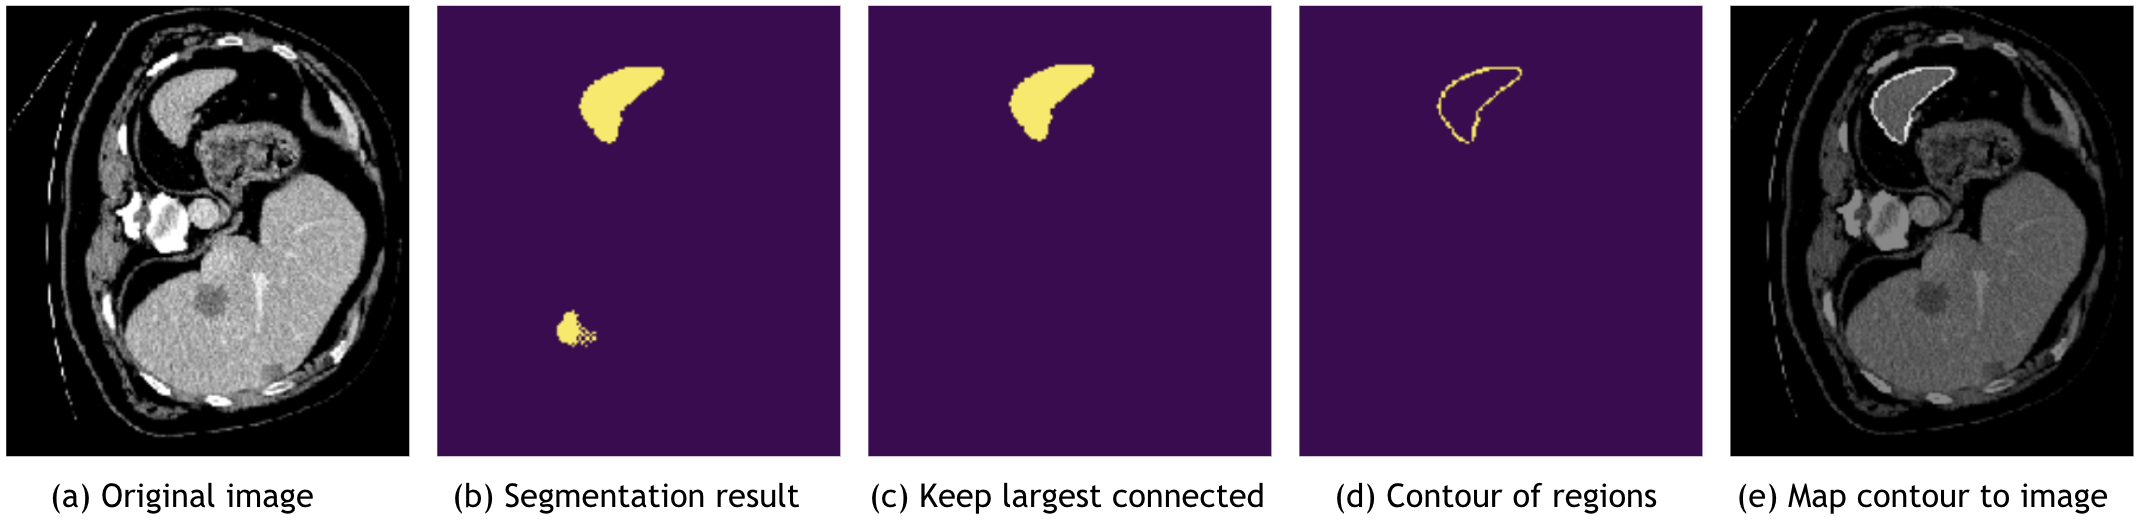 (a) Original image
(b) Segmentation result
(c) Keep largest connected
(d) Contour of regions
(e) Map contour to image